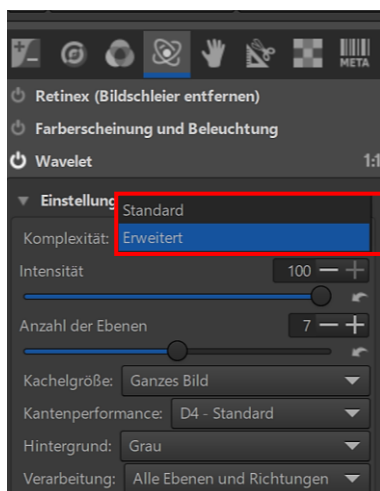 META
Retinex (Bildschleier entfernen)
Farberscheinung und Beleuchtung
Wavelet 1:1
Einstellung
Standard
Komplexität: Erweitert
Intensität 100
Anzahl der Ebenen 7
Kachelgröße: Ganzes Bild
Kantenperformance: D4 - Standard
Hintergrund: Grau
Verarbeitung: Alle Ebenen und Richtungen